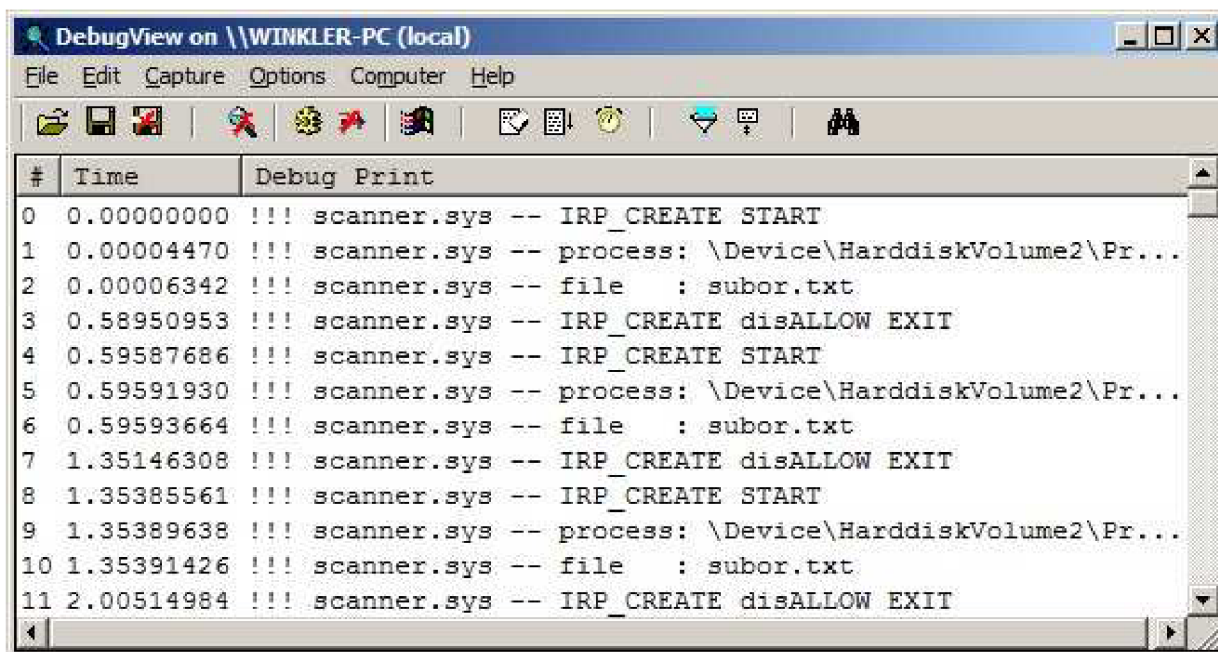 DebugView on \\WINKLER-PC (local)
File Edit Capture Options Computer Help
# Time Debug Print
0 0.00000000 !!! scanner.sys -- IRP_CREATE START
1 0.00004470 !!! scanner.sys -- process: \Device\HarddiskVolume2\Pr...
2 0.00006342 !!! scanner.sys -- file   : subor.txt
3 0.58950953 !!! scanner.sys -- IRP_CREATE disALLOW EXIT
4 0.59587686 !!! scanner.sys -- IRP_CREATE START
5 0.59591930 !!! scanner.sys -- process: \Device\HarddiskVolume2\Pr...
6 0.59593664 !!! scanner.sys -- file   : subor.txt
7 1.35146308 !!! scanner.sys -- IRP_CREATE disALLOW EXIT
8 1.35385561 !!! scanner.sys -- IRP_CREATE START
9 1.35389638 !!! scanner.sys -- process: \Device\HarddiskVolume2\Pr...
10 1.35391426 !!! scanner.sys -- file   : subor.txt
11 2.00514984 !!! scanner.sys -- IRP_CREATE disALLOW EXIT